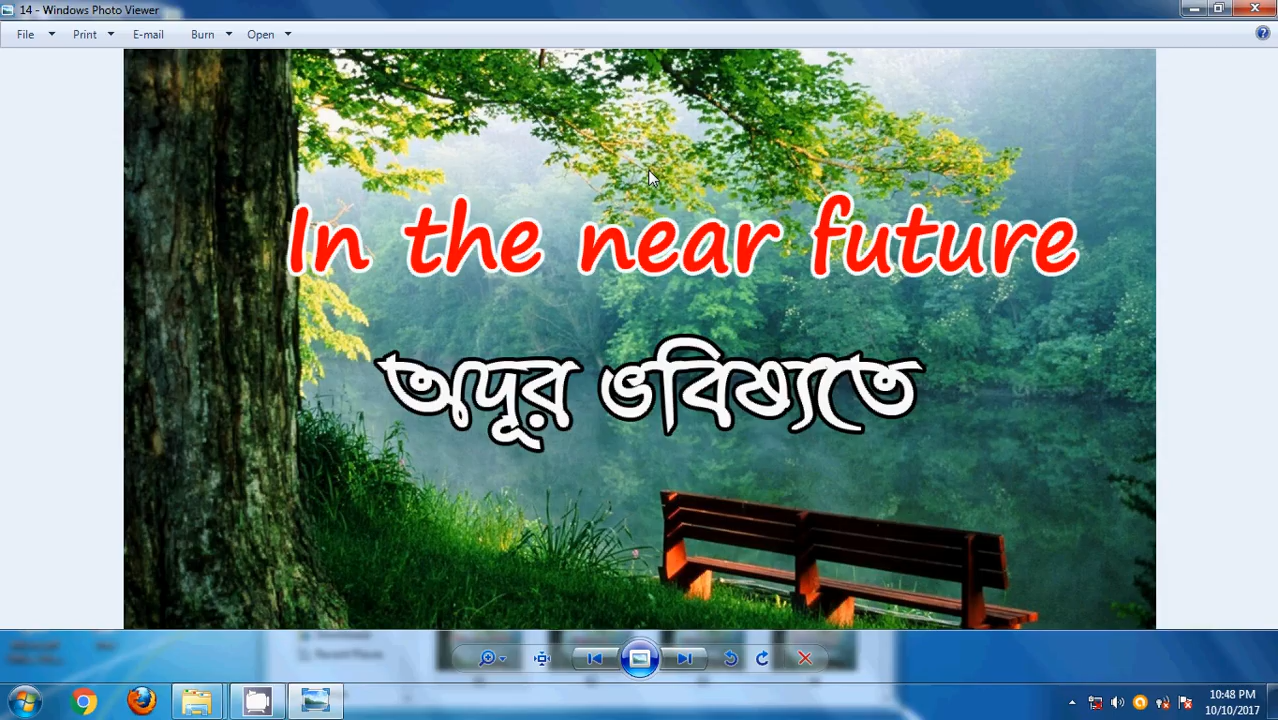 14 - Windows Photo Viewer
File Print E-mail Burn Open
In the near future
অদূর ভবিষ্যতে
10:48 PM
10/10/2017